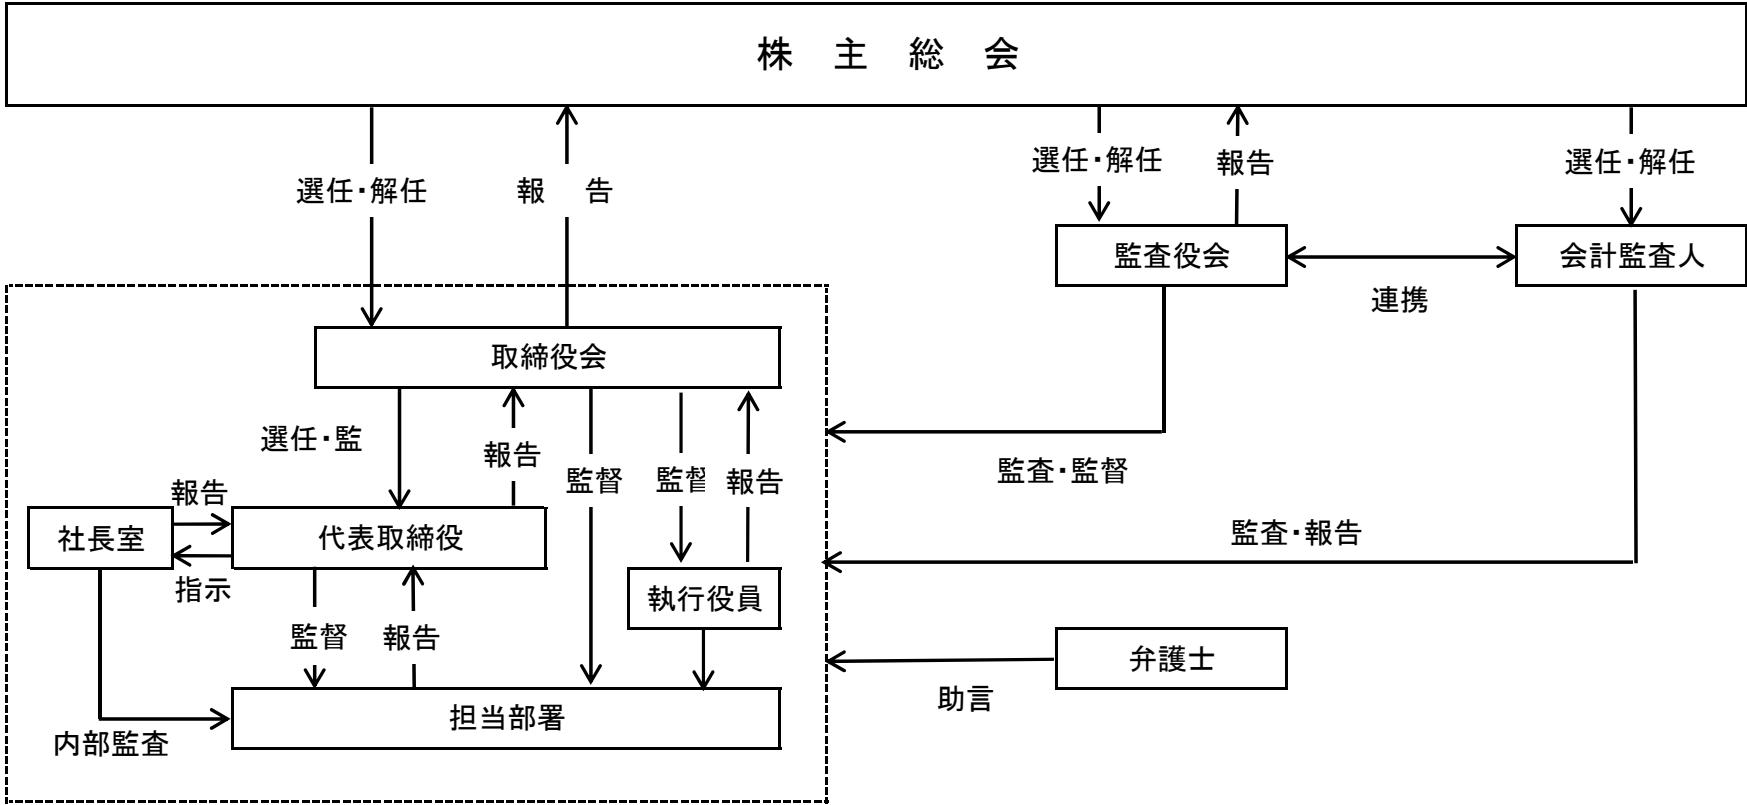 株　主　総　会
選任・解任
報　告
選任・解任
報告
選任・解任
監査役会
会計監査人
連携
取締役会
選任・監
報告
監督
監督
報告
監査・監督
報告
社長室
代表取締役
指示
監査・報告
執行役員
監督
報告
弁護士
助言
担当部署
内部監査